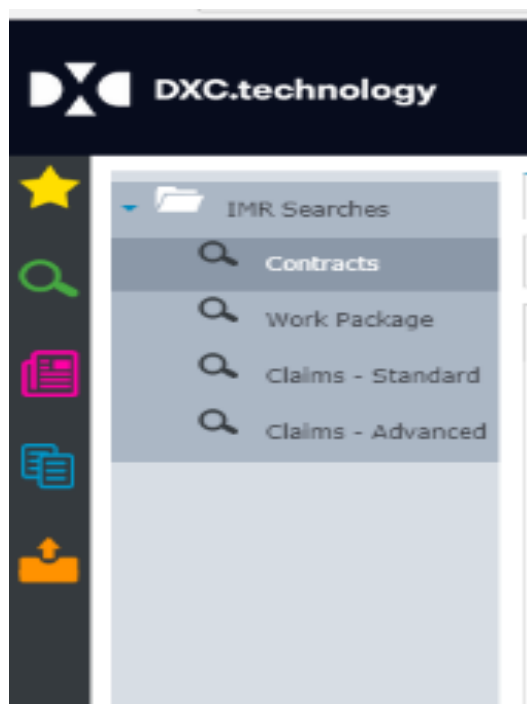 DXC.technology
IMR Searches
Contracts
Work Package
Claims - Standard
Claims - Advanced